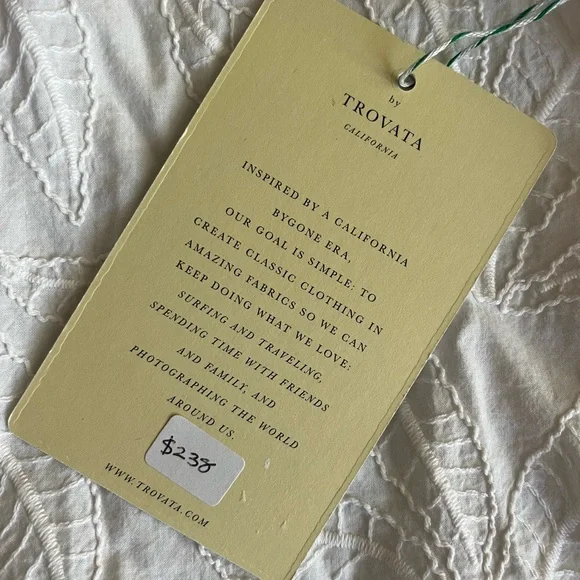 by
TROVATA
CALIFORNIA
INSPIRED BY A CALIFORNIA
BYGONE ERA,
OUR GOAL IS SIMPLE: TO
CREATE CLASSIC CLOTHING IN
AMAZING FABRICS SO WE CAN
KEEP DOING WHAT WE LOVE:
SURFING AND TRAVELING,
SPENDING TIME WITH FRIENDS
AND FAMILY, AND
PHOTOGRAPHING THE WORLD
AROUND US.
$238
WWW.TROVATA.COM